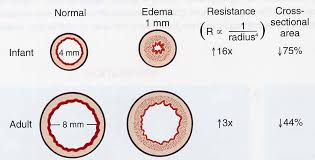 Normal
Edema
1 mm
Resistance
(R ∝ 1/radius⁴)
Cross-
sectional
area
Infant
4 mm
↑16x
↓75%
Adult
8 mm
↑3x
↓44%